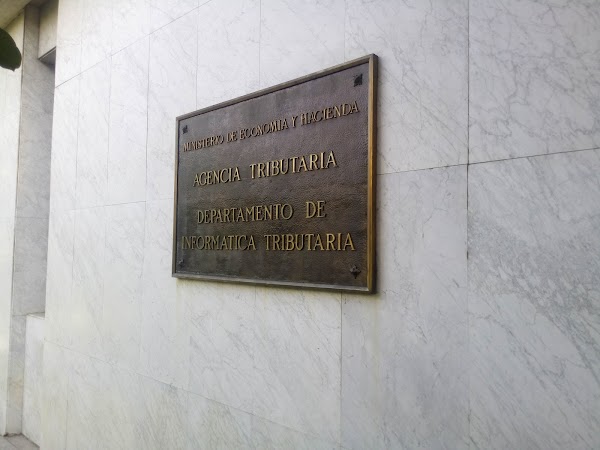 MINISTERIO DE ECONOMIA Y HACIENDA
AGENCIA TRIBUTARIA
DEPARTAMENTO DE
INFORMATICA TRIBUTARIA